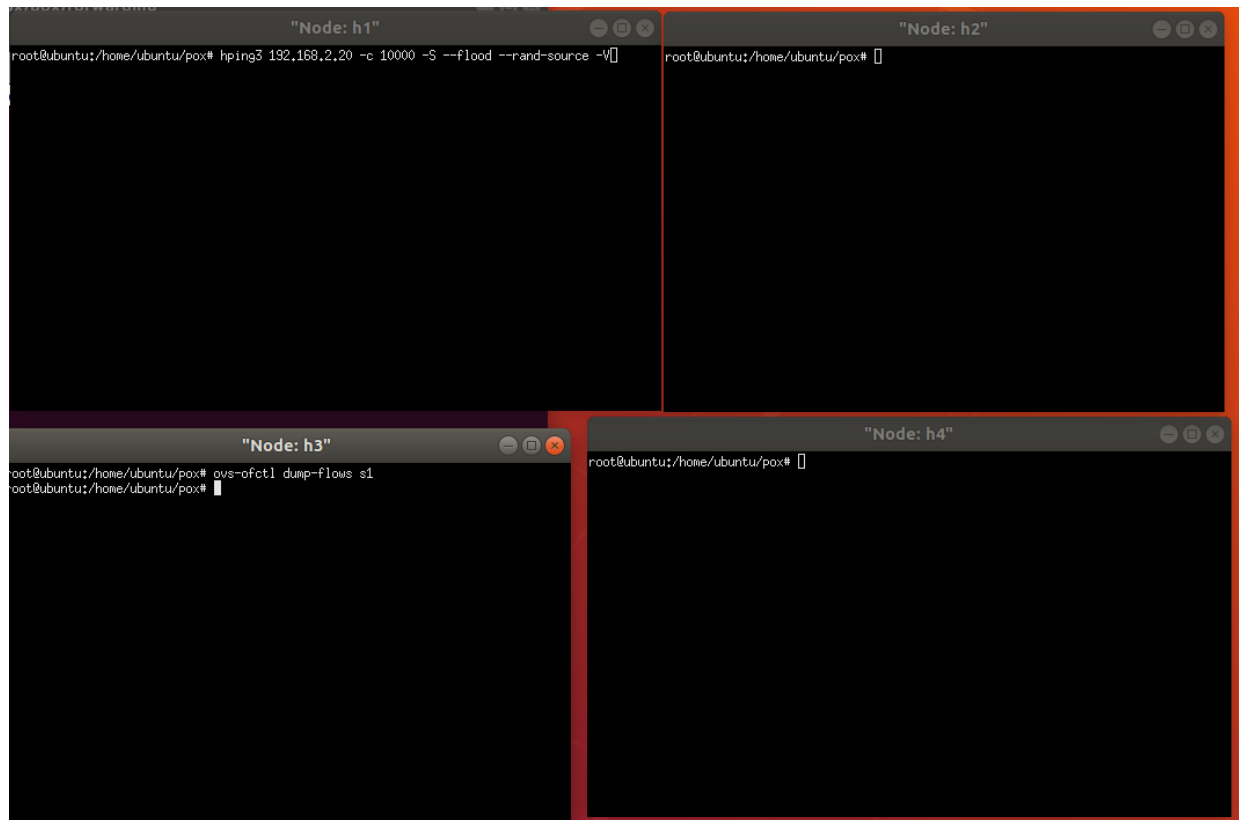 "Node: h1"
root@ubuntu:/home/ubuntu/pox# hping3 192.168.2.20 -c 10000 -S --flood --rand-source -V
"Node: h2"
root@ubuntu:/home/ubuntu/pox#
"Node: h3"
oot@ubuntu:/home/ubuntu/pox# ovs-ofctl dump-flows s1
oot@ubuntu:/home/ubuntu/pox#
"Node: h4"
root@ubuntu:/home/ubuntu/pox#